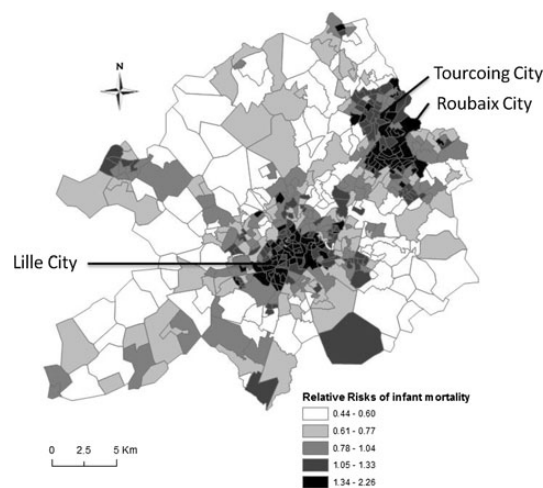 Tourcoing City
N
Roubaix City
Lille City
Relative Risks of infant mortality
0.44 - 0.60
0.61 - 0.77
0.78 - 1.04
1.05 - 1.33
1.34 - 2.26
0 2.5 5 Km